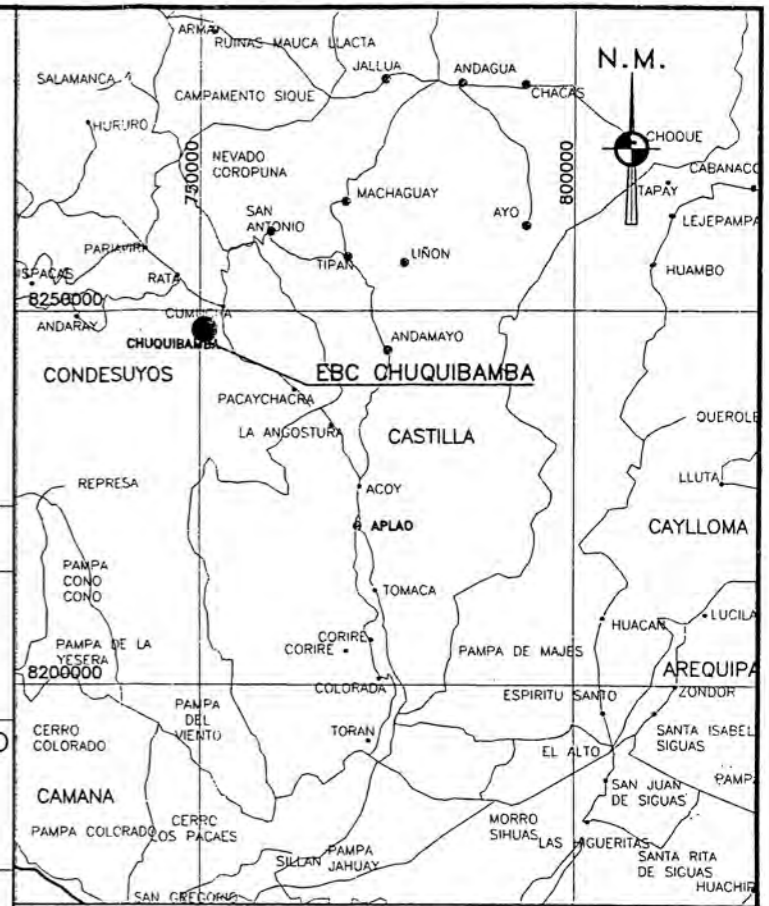 ARMA
RUINAS MAUCA LLACTA
JALLUA
ANDAGUA
N.M.
SALAMANCA
CAMPAMENTO SIQUE
CHACAS
HURURO
CHOQUE
750000
800000
NEVADO
COROPUNA
CABANACO
TAPAY
MACHAGUAY
SAN
ANTONIO
AYO
LEJEPAMPA
PARIAVIRI
TIPAN
LIÑON
HUAMBO
ISPACAS
RATA
8250000
CUMUCHA
ANDARAY
CHUQUIBAMBA
ANDAMAYO
CONDESUYOS
EBC CHUQUIBAMBA
PACAYCHACRA
LA ANGOSTURA
CASTILLA
QUEROLE
REPRESA
ACOY
LLUTA
APLAO
CAYLLOMA
PAMPA
CONO
CONO
TOMACA
HUACAN
LUCILA
PAMPA DE LA
YESERA
CORIRE
CORIRE
PAMPA DE MAJES
AREQUIPA
8200000
COLORADA
ESPIRITU SANTO
ZONDOR
PAMPA
DEL
VIENTO
CERRO
COLORADO
TORAN
EL ALTO
SANTA ISABEL
SIGUAS
CAMANA
SAN JUAN
DE SIGUAS
PAMPA
PAMPA COLORADO
CERRO
LOS PACAES
MORRO
SIHUAS
LAS HIGUERITAS
SILLAN
PAMPA
JAHUAY
SANTA RITA
DE SIGUAS
SAN GREGORIO
HUACHIP